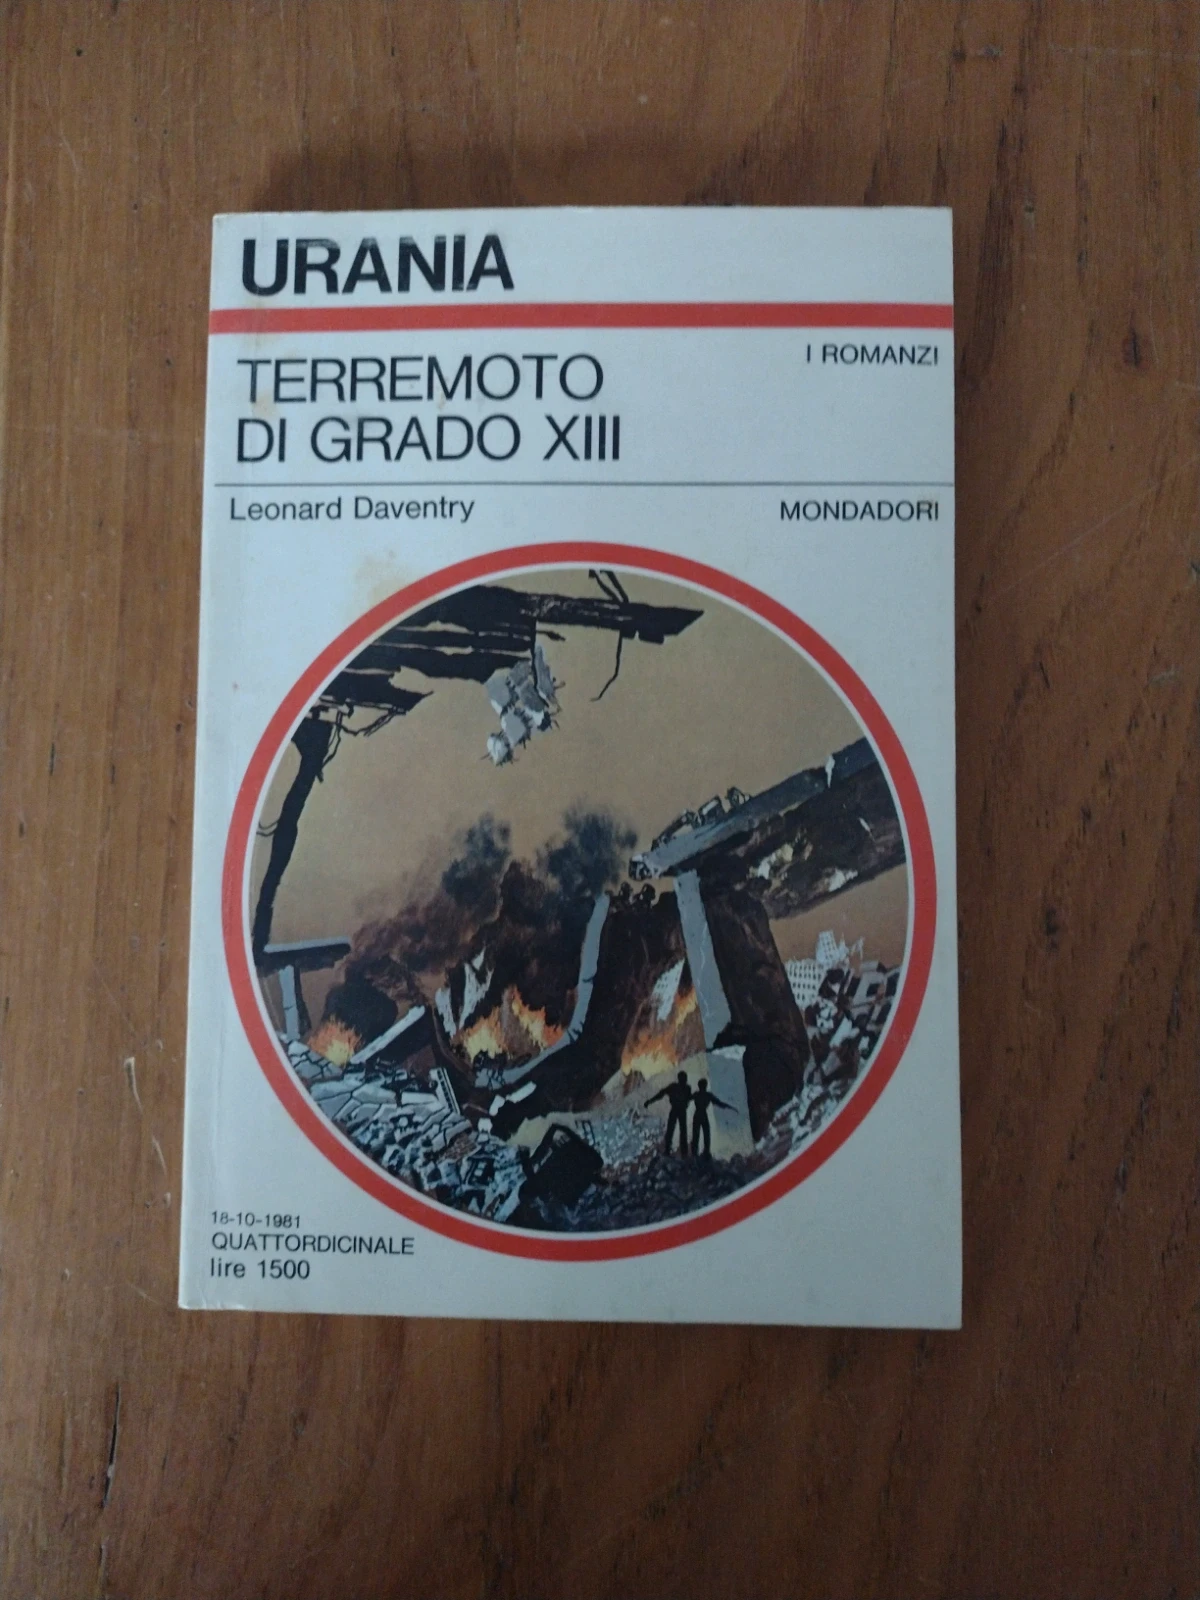 URANIA
TERREMOTO
DI GRADO XIII
I ROMANZI
Leonard Daventry
MONDADORI
18-10-1981
QUATTORDICINALE
lire 1500